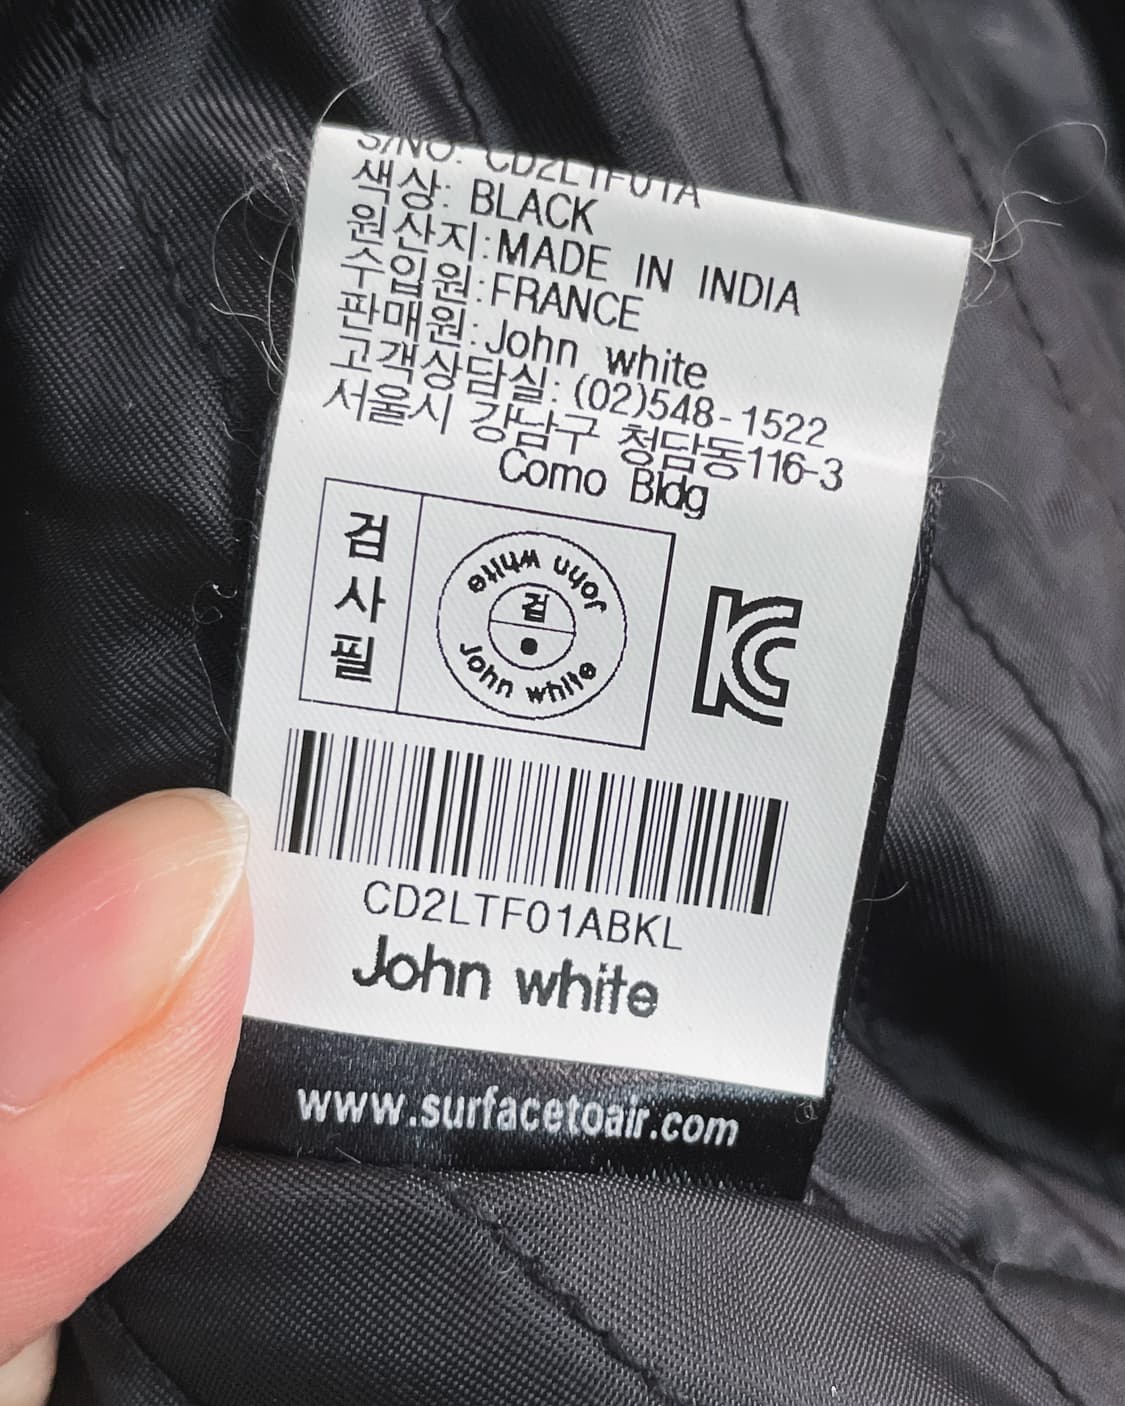 S/NO: CD2LTF01A
색상: BLACK
원산지:MADE IN INDIA
수입원:FRANCE
판매원:John white
고객상담실: (02)548-1522
서울시 강남구 청담동116-3
Como Bldg
검
사
필
John white
검
John white
KC
CD2LTF01ABKL
John white
www.surfacetoair.com